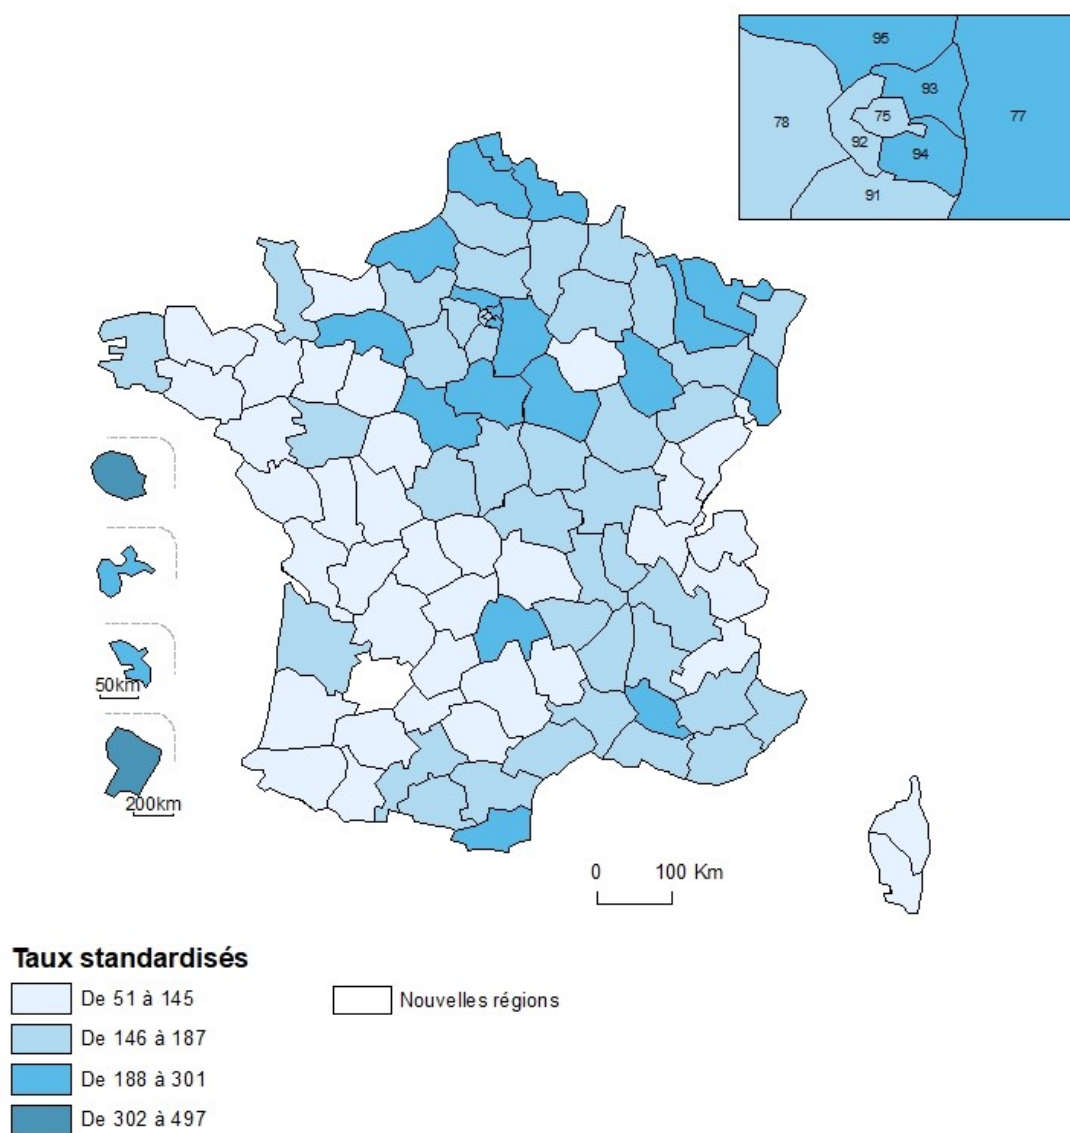 95
93
78
75
77
92
94
91
50km
200km
0 100 Km
Taux standardisés
De 51 à 145
Nouvelles régions
De 146 à 187
De 188 à 301
De 302 à 497